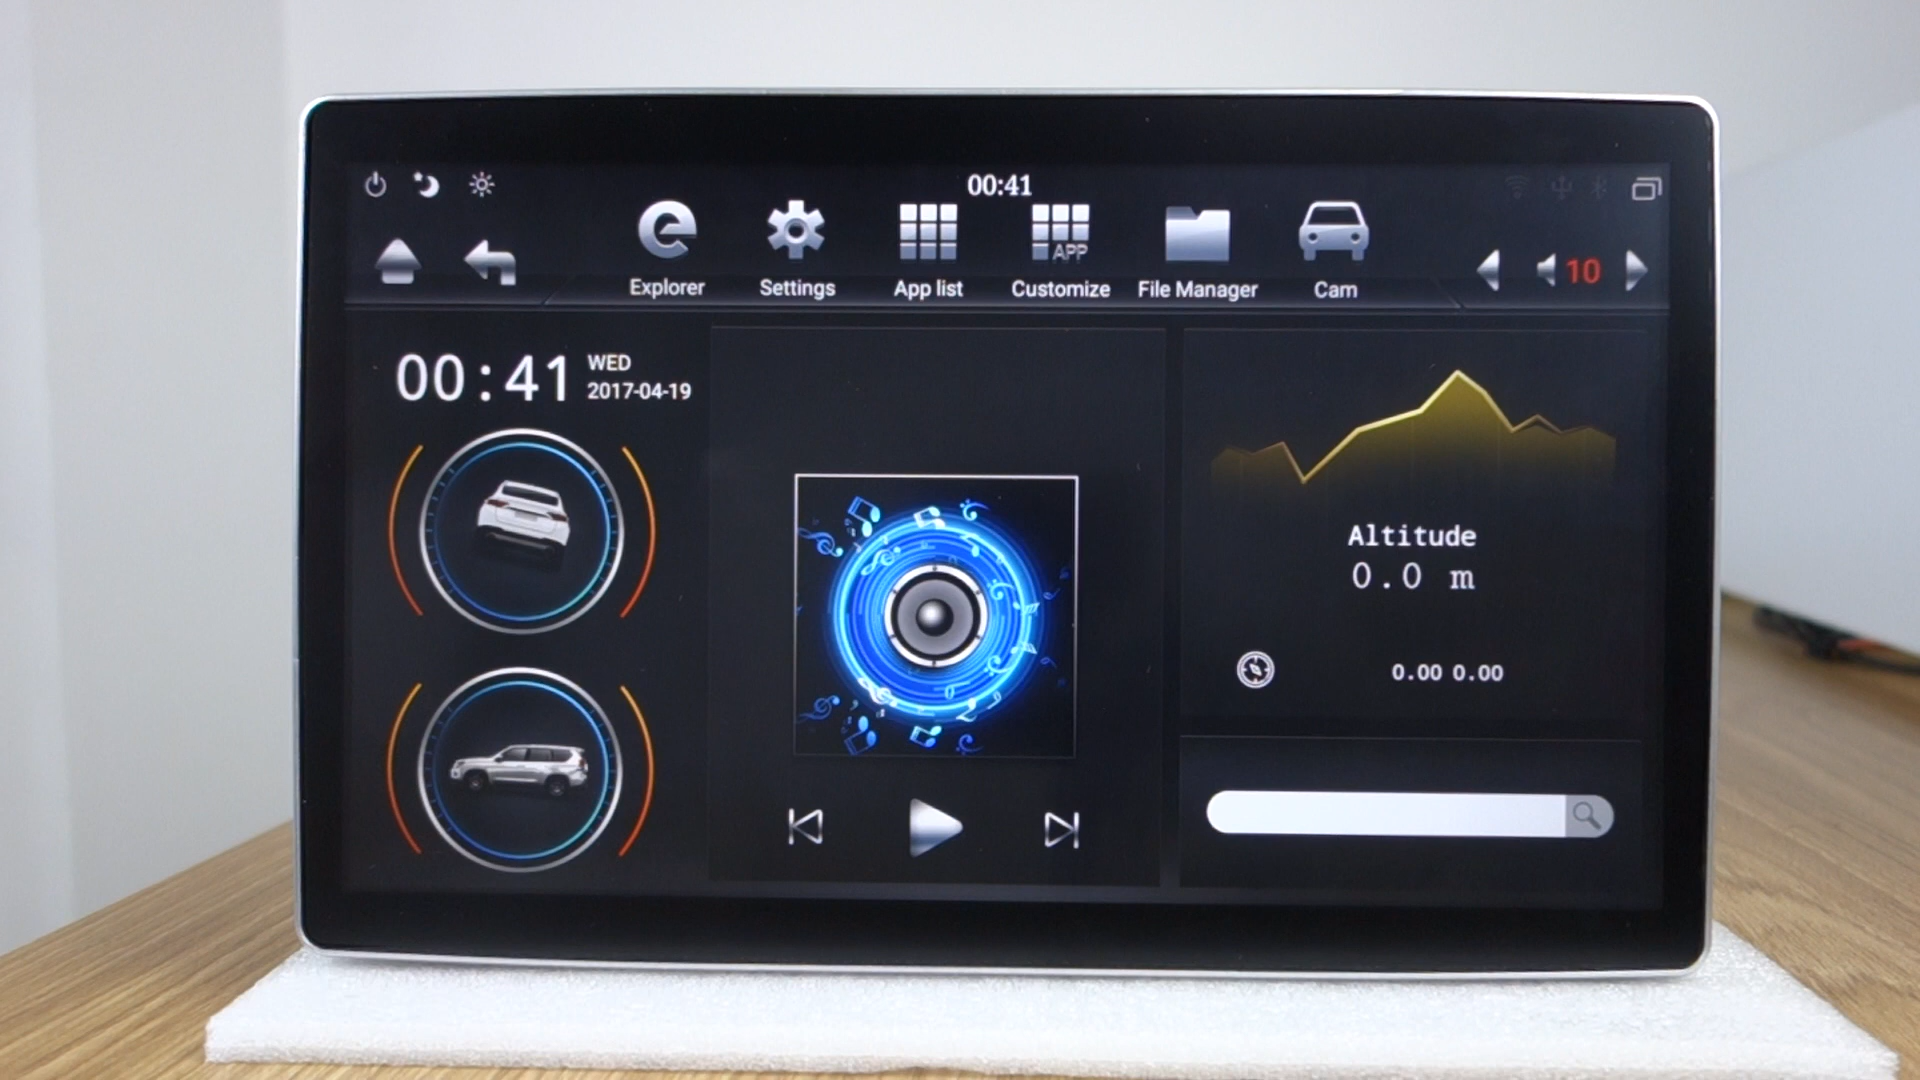 00:41
10
Explorer
Settings
App list
APP
Customize
File Manager
Cam
00:41
WED
2017-04-19
Altitude
0.0 m
0.00 0.00